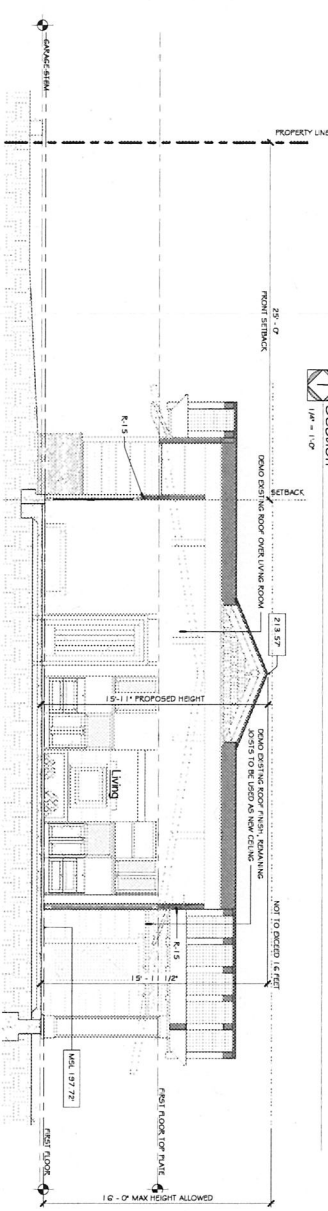 PROPERTY LINE
25' - 0"
FRONT SETBACK
SETBACK
1
Section
1/4" = 1'-0"
213.57
NOT TO EXCEED 16 FEET
DEMO EXISTING ROOF OVER LIVING ROOM
DEMO EXISTING ROOF FINISH, REMAINING
JOISTS TO BE USED AS NEW CEILING
R-15
R-15
15'-11" PROPOSED HEIGHT
15' - 11 1/2"
16' - 0" MAX HEIGHT ALLOWED
Living
MSL 197.72'
GARAGE-STEM
FIRST FLOOR TOP PLATE
FIRST FLOOR